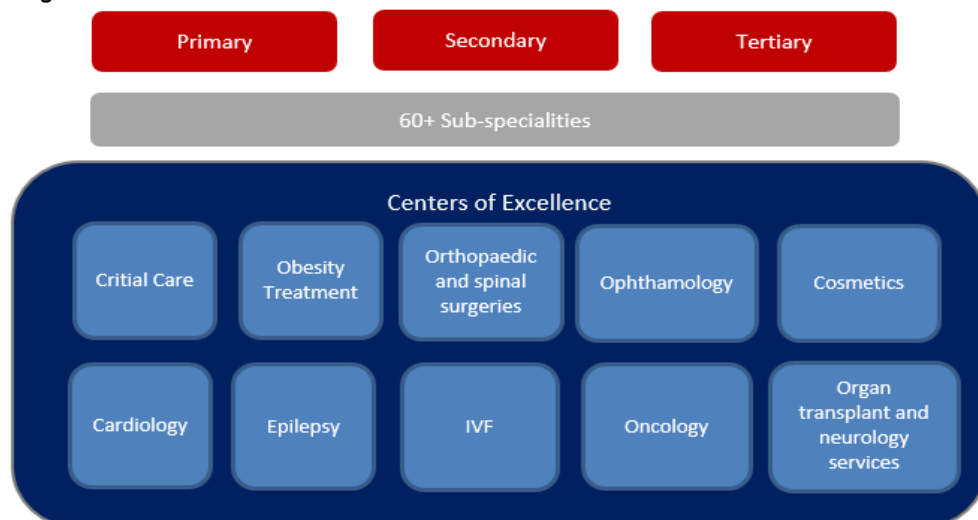 Primary
Secondary
Tertiary
60+ Sub-specialities
Centers of Excellence
Critial Care
Obesity
Treatment
Orthopaedic
and spinal
surgeries
Ophthamology
Cosmetics
Cardiology
Epilepsy
IVF
Oncology
Organ
transplant and
neurology
services